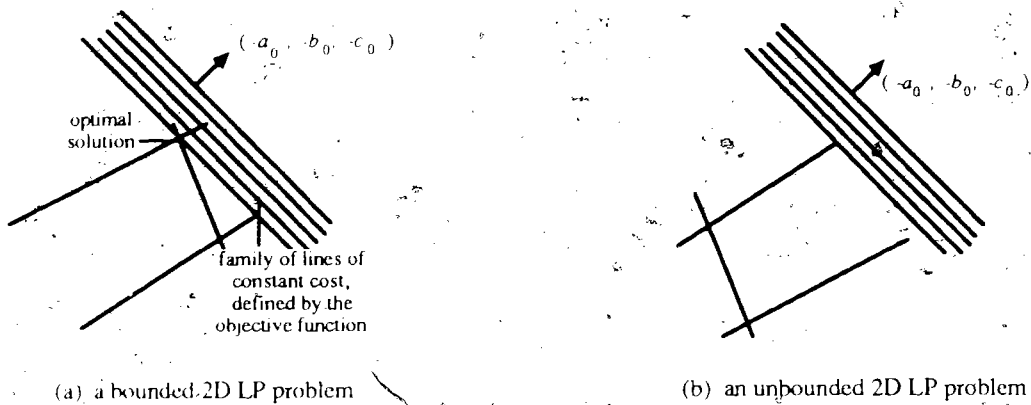 ( -a₀ , -b₀, -c₀ )
optimal
solution
family of lines of
constant cost,
defined by the
objective function
(a) a bounded 2D LP problem
( -a₀ , -b₀, -c₀ )
(b) an unbounded 2D LP problem